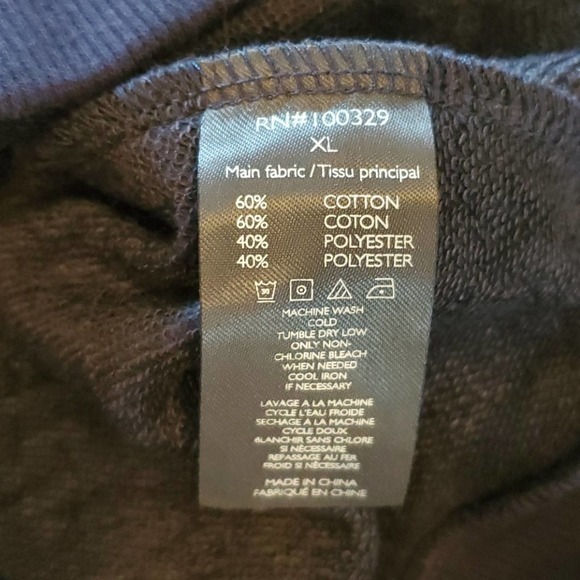 RN#100329
XL
Main fabric / Tissu principal
60% COTTON
60% COTON
40% POLYESTER
40% POLYESTER
30
MACHINE WASH
COLD
TUMBLE DRY LOW
ONLY NON-
CHLORINE BLEACH
WHEN NEEDED
COOL IRON
IF NECESSARY
LAVAGE A LA MACHINE
CYCLE L'EAU FROIDE
SECHAGE A LA MACHINE
CYCLE DOUX
BLANCHIR SANS CHLORE
SI NÉCESSAIRE
REPASSAGE AU FER
FROID SI NÉCESSAIRE
MADE IN CHINA
FABRIQUÉ EN CHINE